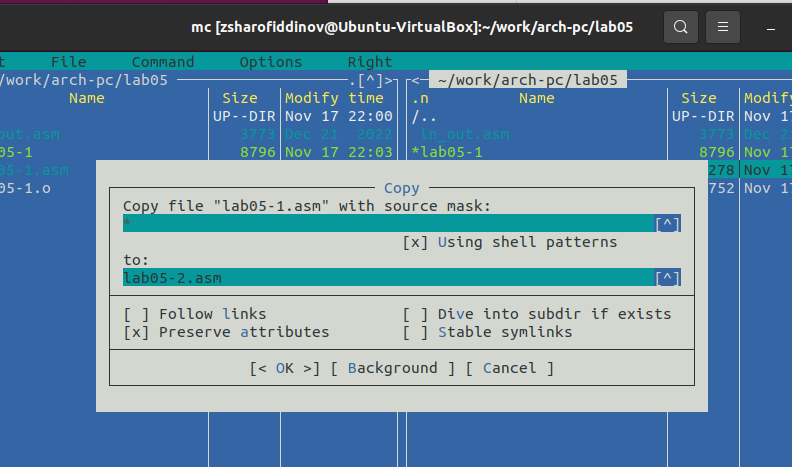 mc [zsharofiddinov@Ubuntu-VirtualBox]:~/work/arch-pc/lab05
t File Command Options Right
/work/arch-pc/lab05 .[^]> <- ~/work/arch-pc/lab05
Name Size Modify time .n Name Size Modify
UP--DIR Nov 17 22:00 /.. UP--DIR Nov 17
_out.asm 3773 Dec 21 2022 in_out.asm 3773 Dec 21
05-1 8796 Nov 17 22:03 *lab05-1 8796 Nov 17
05-1.asm 278 Nov 17
05-1.o 752 Nov 17
Copy
Copy file "lab05-1.asm" with source mask:
* [^]
[x] Using shell patterns
to:
lab05-2.asm [^]
[ ] Follow links [ ] Dive into subdir if exists
[x] Preserve attributes [ ] Stable symlinks
[< OK >] [ Background ] [ Cancel ]